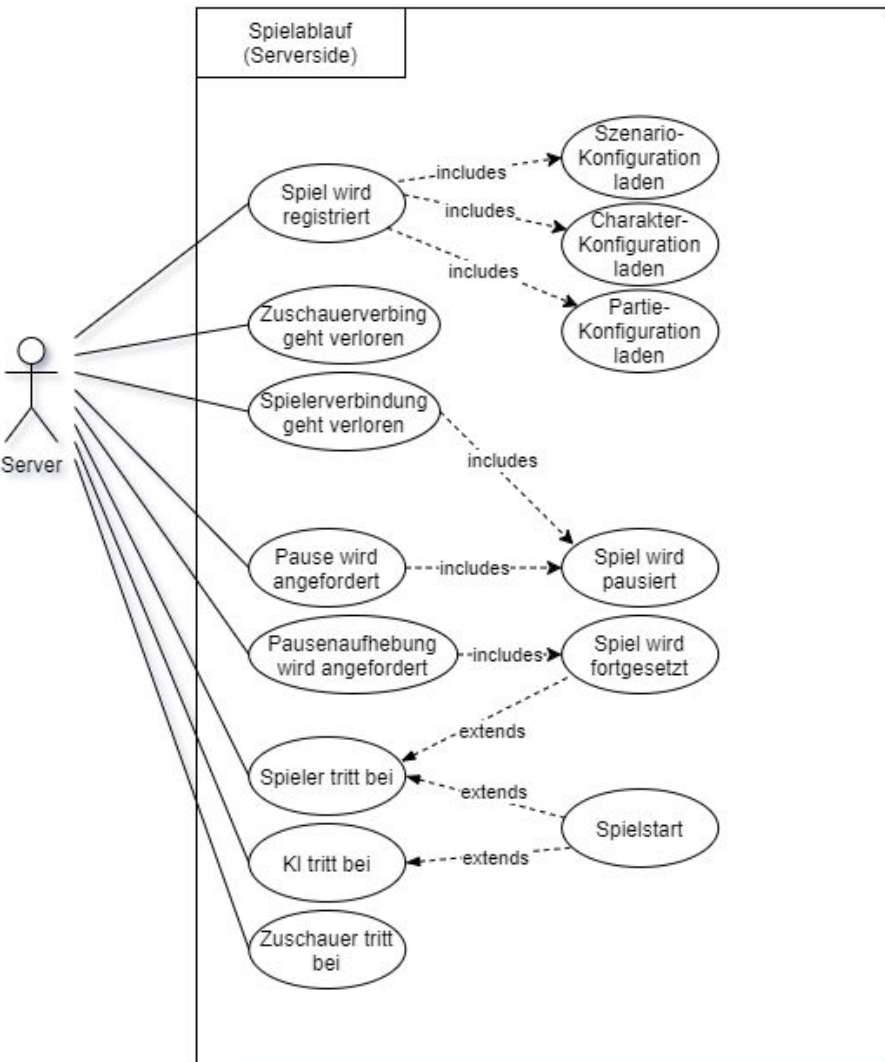 Spielablauf
(Serverside)
Szenario-
Konfiguration
laden
includes
Spiel wird
registriert
includes
Charakter-
Konfiguration
laden
includes
Partie-
Konfiguration
laden
Zuschauerverbing
geht verloren
Spielerverbindung
geht verloren
includes
Server
Pause wird
angefordert
includes
Spiel wird
pausiert
Pausenaufhebung
wird angefordert
includes
Spiel wird
fortgesetzt
extends
Spieler tritt bei
extends
Spielstart
KI tritt bei
extends
Zuschauer tritt
bei